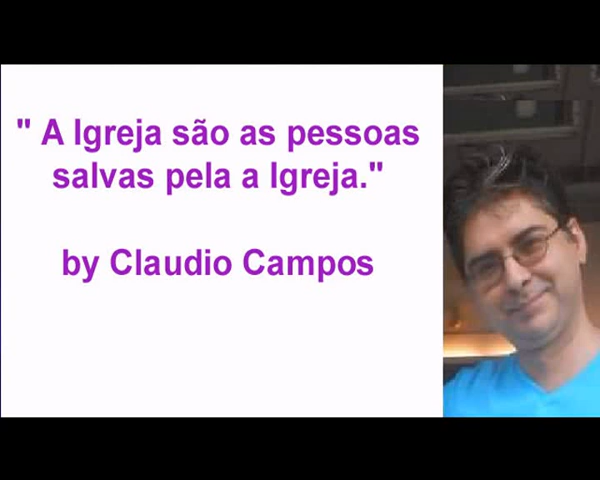 " A Igreja são as pessoas
salvas pela a Igreja."
by Claudio Campos